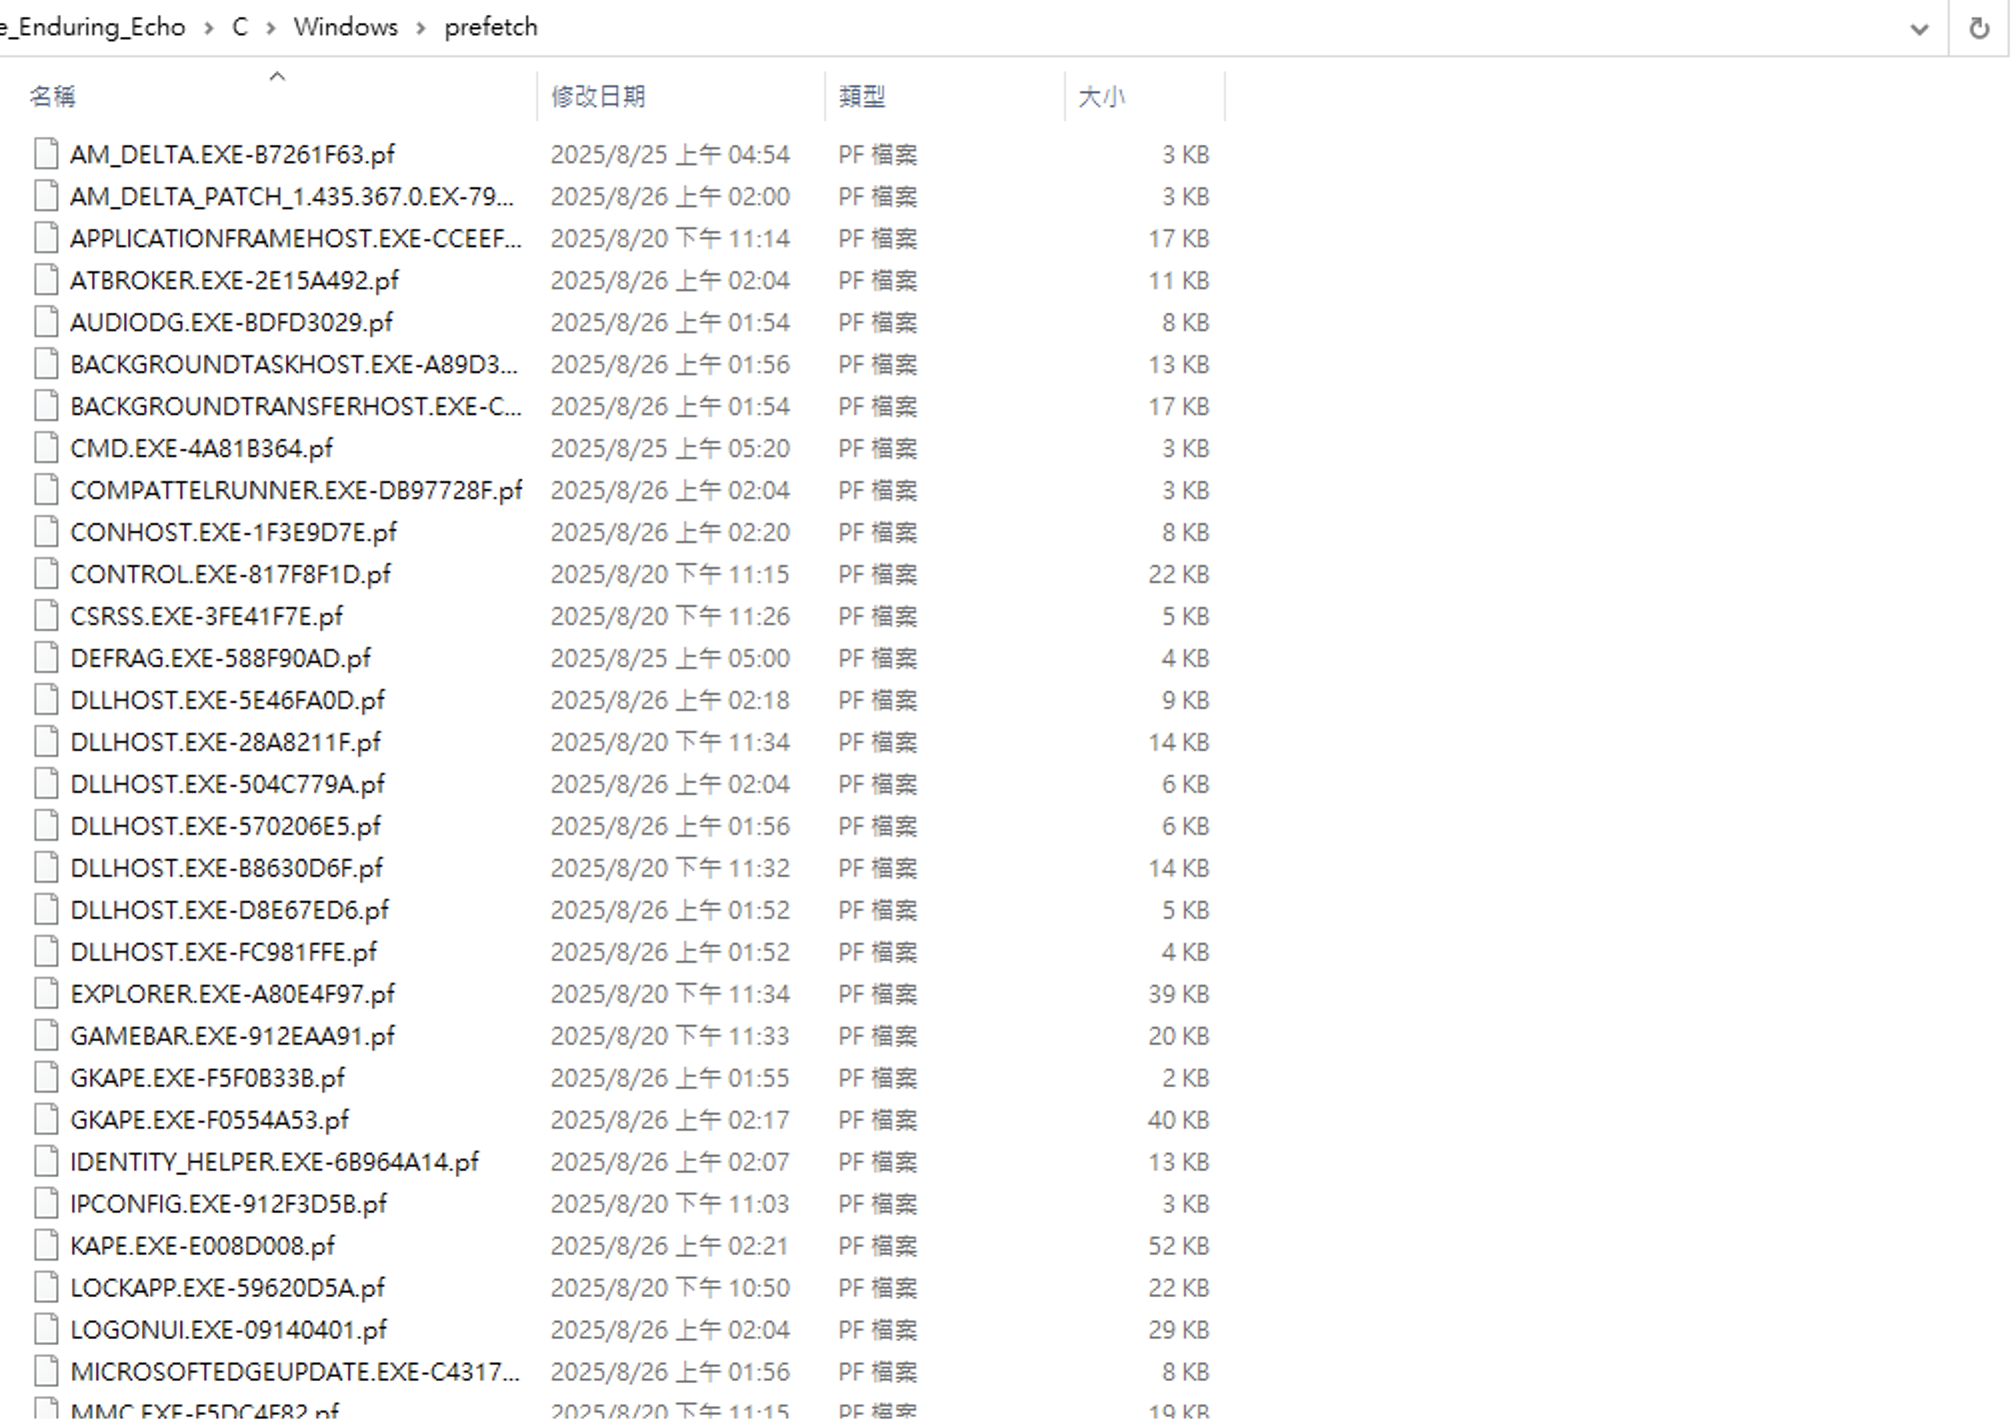 e_Enduring_Echo › C › Windows › prefetch
名稱 修改日期 類型 大小
AM_DELTA.EXE-B7261F63.pf 2025/8/25 上午 04:54 PF 檔案 3 KB
AM_DELTA_PATCH_1.435.367.0.EX-79... 2025/8/26 上午 02:00 PF 檔案 3 KB
APPLICATIONFRAMEHOST.EXE-CCEEF... 2025/8/20 下午 11:14 PF 檔案 17 KB
ATBROKER.EXE-2E15A492.pf 2025/8/26 上午 02:04 PF 檔案 11 KB
AUDIODG.EXE-BDFD3029.pf 2025/8/26 上午 01:54 PF 檔案 8 KB
BACKGROUNDTASKHOST.EXE-A89D3... 2025/8/26 上午 01:56 PF 檔案 13 KB
BACKGROUNDTRANSFERHOST.EXE-C... 2025/8/26 上午 01:54 PF 檔案 17 KB
CMD.EXE-4A81B364.pf 2025/8/25 上午 05:20 PF 檔案 3 KB
COMPATTELRUNNER.EXE-DB97728F.pf 2025/8/26 上午 02:04 PF 檔案 3 KB
CONHOST.EXE-1F3E9D7E.pf 2025/8/26 上午 02:20 PF 檔案 8 KB
CONTROL.EXE-817F8F1D.pf 2025/8/20 下午 11:15 PF 檔案 22 KB
CSRSS.EXE-3FE41F7E.pf 2025/8/20 下午 11:26 PF 檔案 5 KB
DEFRAG.EXE-588F90AD.pf 2025/8/25 上午 05:00 PF 檔案 4 KB
DLLHOST.EXE-5E46FA0D.pf 2025/8/26 上午 02:18 PF 檔案 9 KB
DLLHOST.EXE-28A8211F.pf 2025/8/20 下午 11:34 PF 檔案 14 KB
DLLHOST.EXE-504C779A.pf 2025/8/26 上午 02:04 PF 檔案 6 KB
DLLHOST.EXE-570206E5.pf 2025/8/26 上午 01:56 PF 檔案 6 KB
DLLHOST.EXE-B8630D6F.pf 2025/8/20 下午 11:32 PF 檔案 14 KB
DLLHOST.EXE-D8E67ED6.pf 2025/8/26 上午 01:52 PF 檔案 5 KB
DLLHOST.EXE-FC981FFE.pf 2025/8/26 上午 01:52 PF 檔案 4 KB
EXPLORER.EXE-A80E4F97.pf 2025/8/20 下午 11:34 PF 檔案 39 KB
GAMEBAR.EXE-912EAA91.pf 2025/8/20 下午 11:33 PF 檔案 20 KB
GKAPE.EXE-F5F0B33B.pf 2025/8/26 上午 01:55 PF 檔案 2 KB
GKAPE.EXE-F0554A53.pf 2025/8/26 上午 02:17 PF 檔案 40 KB
IDENTITY_HELPER.EXE-6B964A14.pf 2025/8/26 上午 02:07 PF 檔案 13 KB
IPCONFIG.EXE-912F3D5B.pf 2025/8/20 下午 11:03 PF 檔案 3 KB
KAPE.EXE-E008D008.pf 2025/8/26 上午 02:21 PF 檔案 52 KB
LOCKAPP.EXE-59620D5A.pf 2025/8/20 下午 10:50 PF 檔案 22 KB
LOGONUI.EXE-09140401.pf 2025/8/26 上午 02:04 PF 檔案 29 KB
MICROSOFTEDGEUPDATE.EXE-C4317... 2025/8/26 上午 01:56 PF 檔案 8 KB
MMC.EXE-F5DC4F82.pf 2025/8/20 下午 11:15 PF 檔案 19 KB